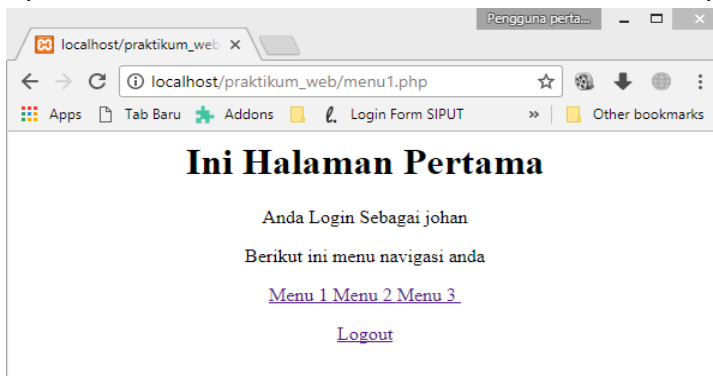 Pengguna perta...
localhost/praktikum_web
localhost/praktikum_web/menu1.php
Apps Tab Baru Addons Login Form SIPUT » Other bookmarks
Ini Halaman Pertama
Anda Login Sebagai johan
Berikut ini menu navigasi anda
Menu 1 Menu 2 Menu 3
Logout